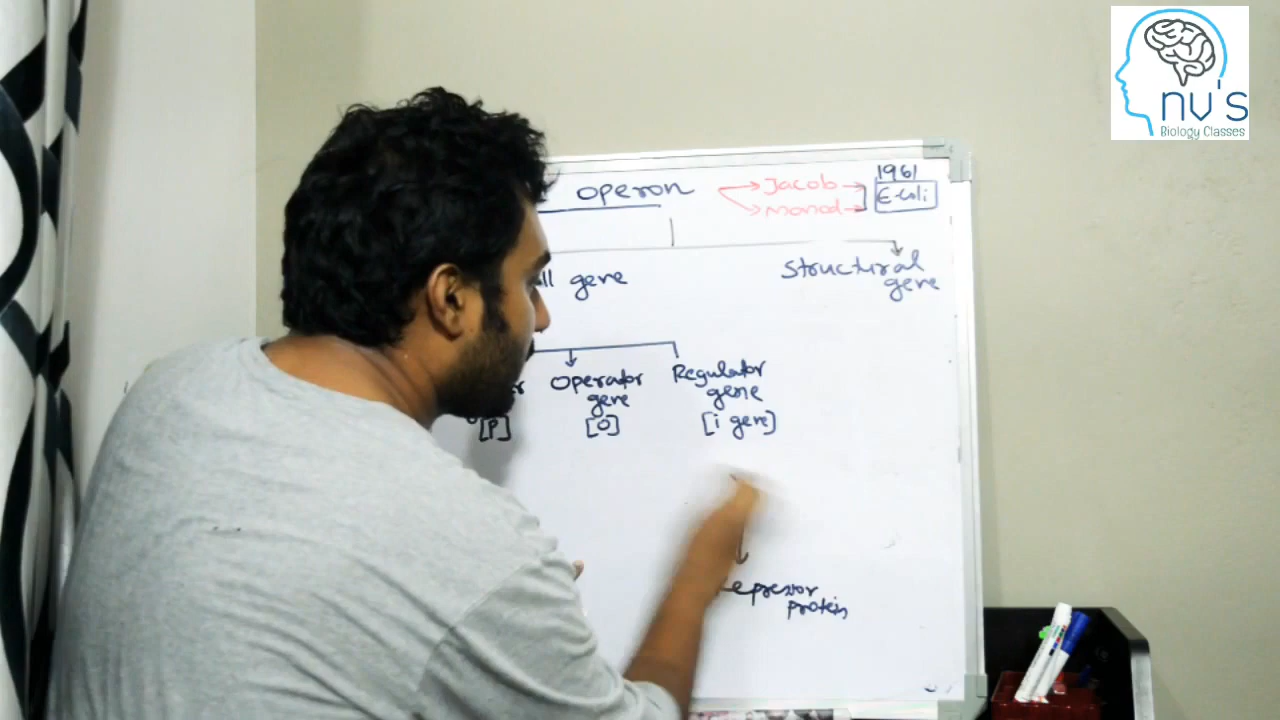 nv's
Biology Classes
1961
operon
Jacob
E-coli
Monod
gene
Structural
gene
Operator
gene
[O]
Regulator
gene
[i gene]
[P]
protein